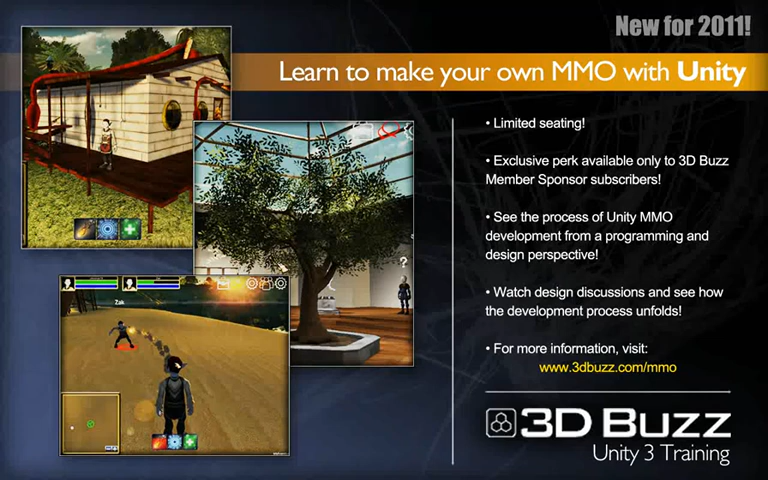 New for 2011!
Learn to make your own MMO with Unity
• Limited seating!
• Exclusive perk available only to 3D Buzz
Member Sponsor subscribers!
• See the process of Unity MMO
development from a programming and
design perspective!
• Watch design discussions and see how
the development process unfolds!
• For more information, visit:
www.3dbuzz.com/mmo
3D BUZZ
Unity 3 Training
Zak
?